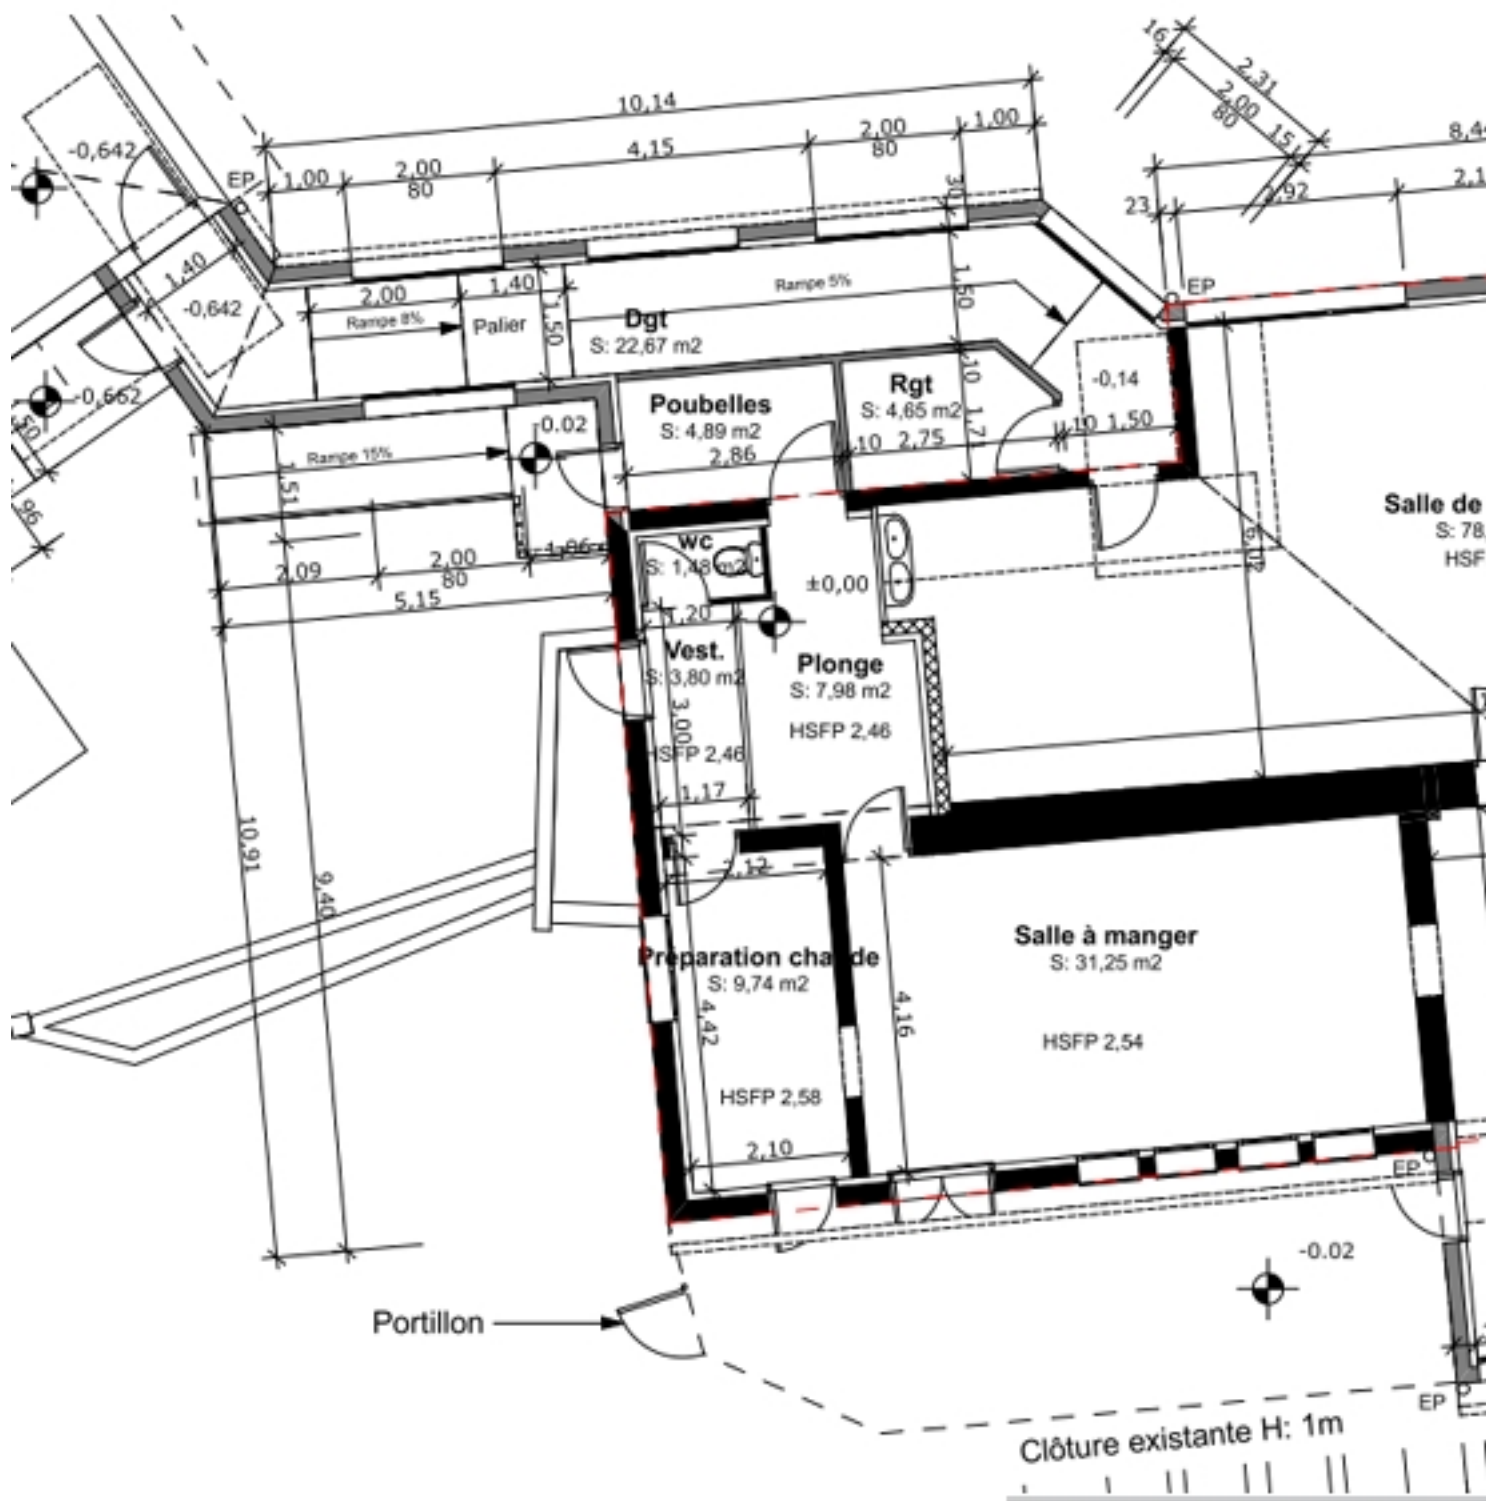 16
2,31
2,00
80
15
10,14
8,4
2,00
80
1,00
4,15
-0,642
EP
1,00
2,00
80
30
2,92
2,1
23
1,40
-0,642
2,00
1,40
Rampe 8%
Palier
1,50
Rampe 5%
1,50
EP
Dgt
S: 22,67 m2
-0,662
50
Poubelles
S: 4,89 m2
2,86
Rgt
S: 4,65 m2
10
1,7
10
2,75
10
1,50
-0,14
-0.02
Rampe 15%
1,51
96
2,09
2,00
80
1,86
5,15
wc
S: 1,48 m2
±0,00
Salle de
S: 78,
HSF
1,20
Vest.
S: 3,80 m2
3,00
HSFP 2,46
1,17
Plonge
S: 7,98 m2
HSFP 2,46
10,91
9,40
2,12
Préparation chaude
S: 9,74 m2
4,42
HSFP 2,58
2,10
4,16
Salle à manger
S: 31,25 m2
HSFP 2,54
EP
-0.02
Portillon
EP
Clôture existante H: 1m